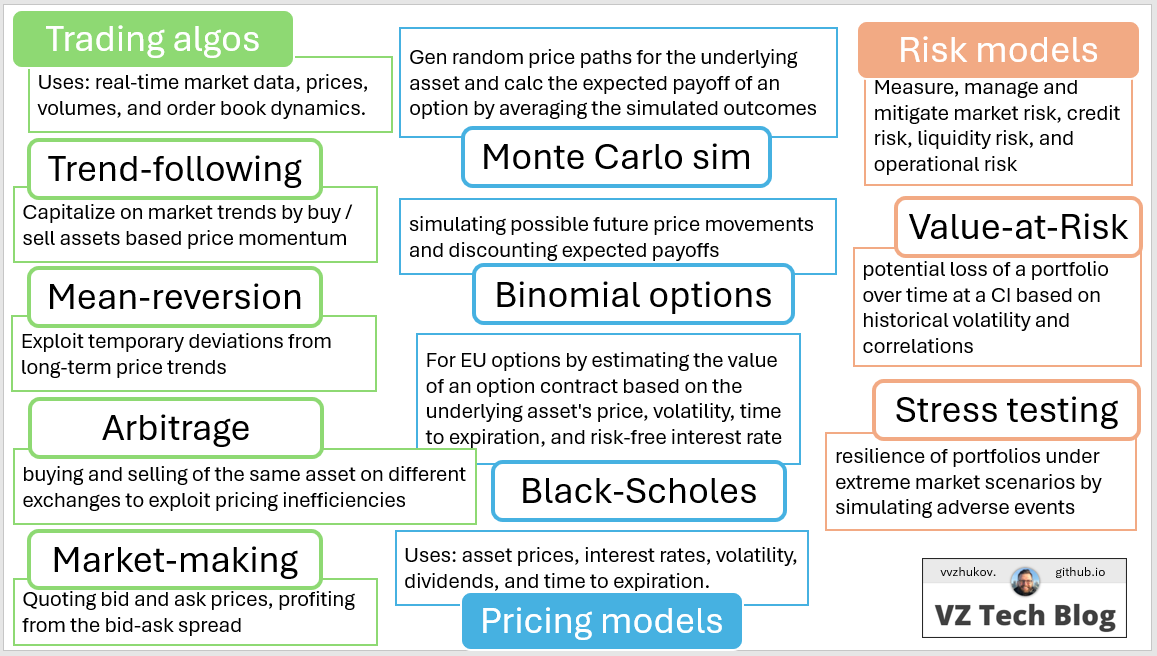 Trading algos
Uses: real-time market data, prices,
volumes, and order book dynamics.
Trend-following
Capitalize on market trends by buy /
sell assets based price momentum
Mean-reversion
Exploit temporary deviations from
long-term price trends
Arbitrage
buying and selling of the same asset on different
exchanges to exploit pricing inefficiencies
Market-making
Quoting bid and ask prices, profiting
from the bid-ask spread
Gen random price paths for the underlying
asset and calc the expected payoff of an
option by averaging the simulated outcomes
Monte Carlo sim
simulating possible future price movements
and discounting expected payoffs
Binomial options
For EU options by estimating the value
of an option contract based on the
underlying asset's price, volatility, time
to expiration, and risk-free interest rate
Black-Scholes
Uses: asset prices, interest rates, volatility,
dividends, and time to expiration.
Pricing models
Risk models
Measure, manage and
mitigate market risk, credit
risk, liquidity risk, and
operational risk
Value-at-Risk
potential loss of a portfolio
over time at a CI based on
historical volatility and
correlations
Stress testing
resilience of portfolios under
extreme market scenarios by
simulating adverse events
vvzhukov. github.io
VZ Tech Blog